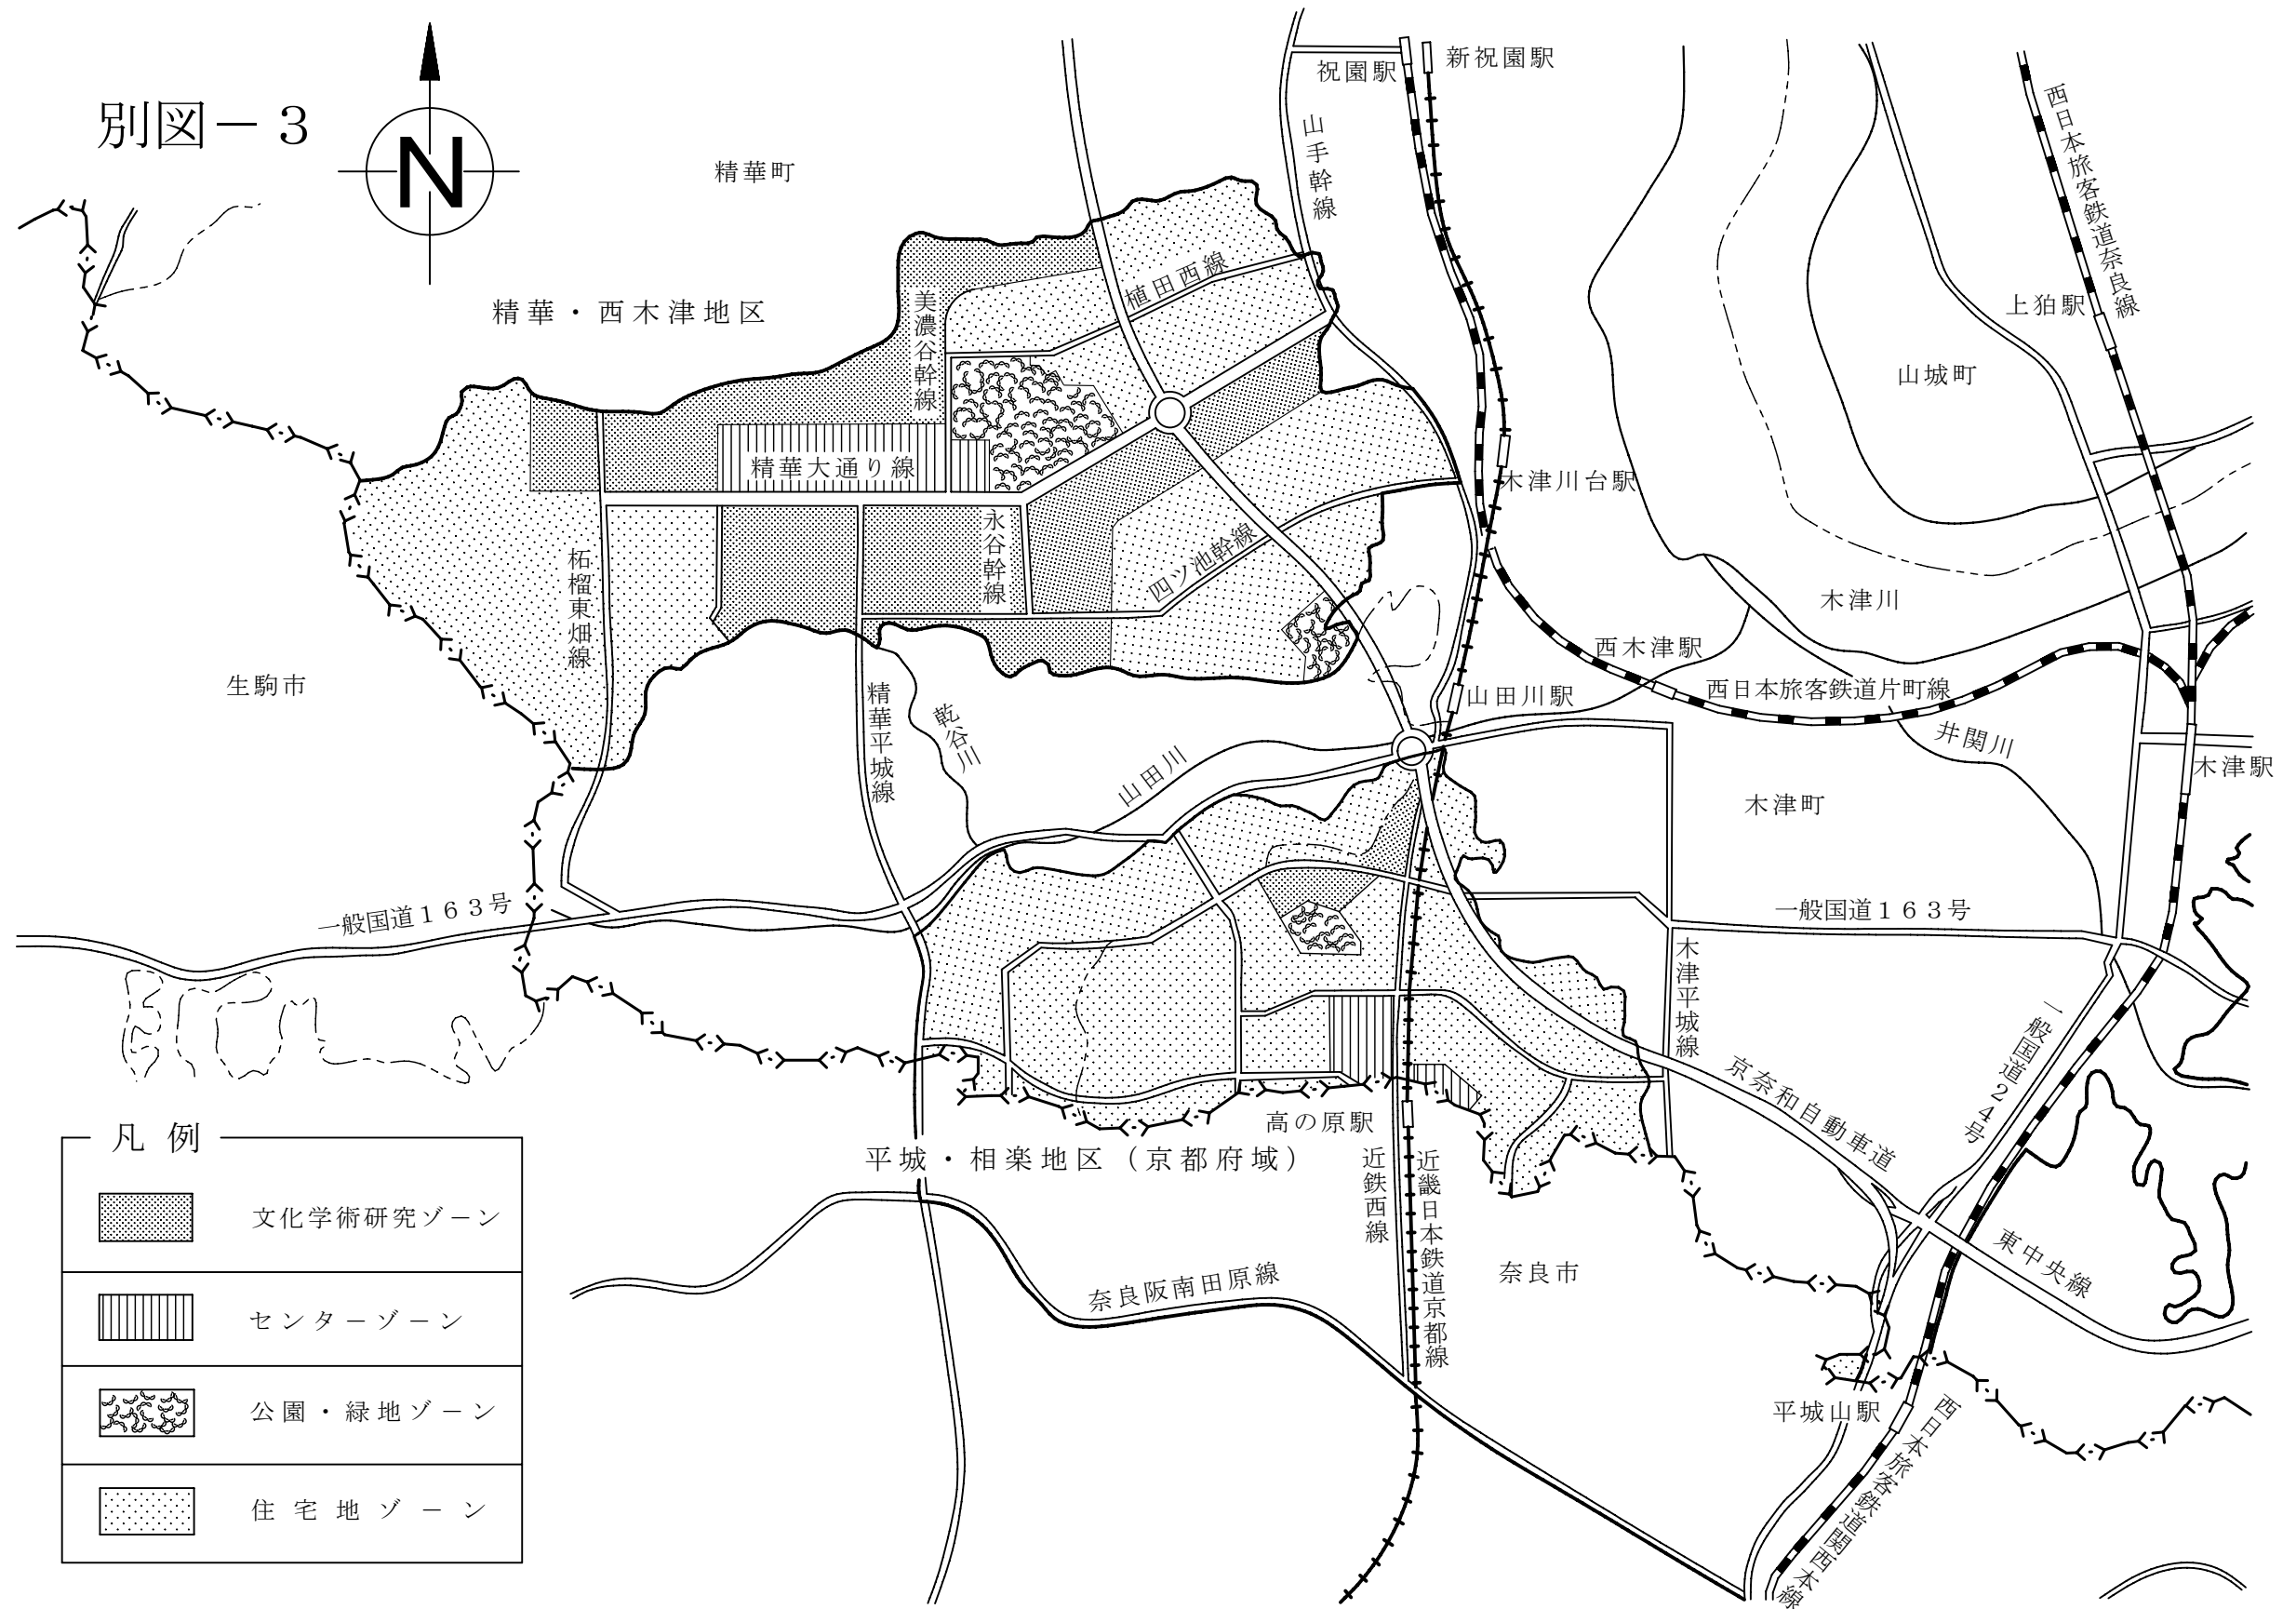 別図－３
N
精華町
祝園駅
新祝園駅
山手幹線
西日本旅客鉄道奈良線
精華・西木津地区
美濃谷幹線
植田西線
上狛駅
山城町
精華大通り線
木津川台駅
永谷幹線
四ツ池幹線
柘榴東畑線
木津川
西木津駅
生駒市
精華平城線
乾谷川
山田川駅
西日本旅客鉄道片町線
井関川
山田川
木津駅
木津町
一般国道１６３号
一般国道１６３号
木津平城線
一般国道２４号
京奈和自動車道
高の原駅
平城・相楽地区（京都府域）
近鉄西線
近畿日本鉄道京都線
奈良市
東中央線
奈良阪南田原線
平城山駅
西日本旅客鉄道関西本線
凡例
文化学術研究ゾーン
センターゾーン
公園・緑地ゾーン
住宅地ゾーン